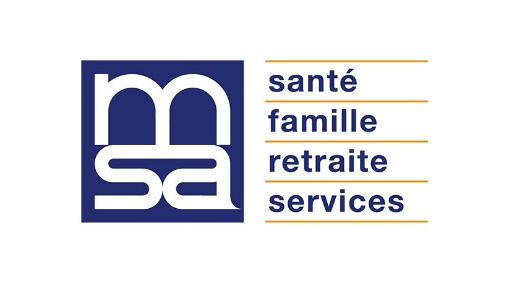 msa
santé
famille
retraite
services